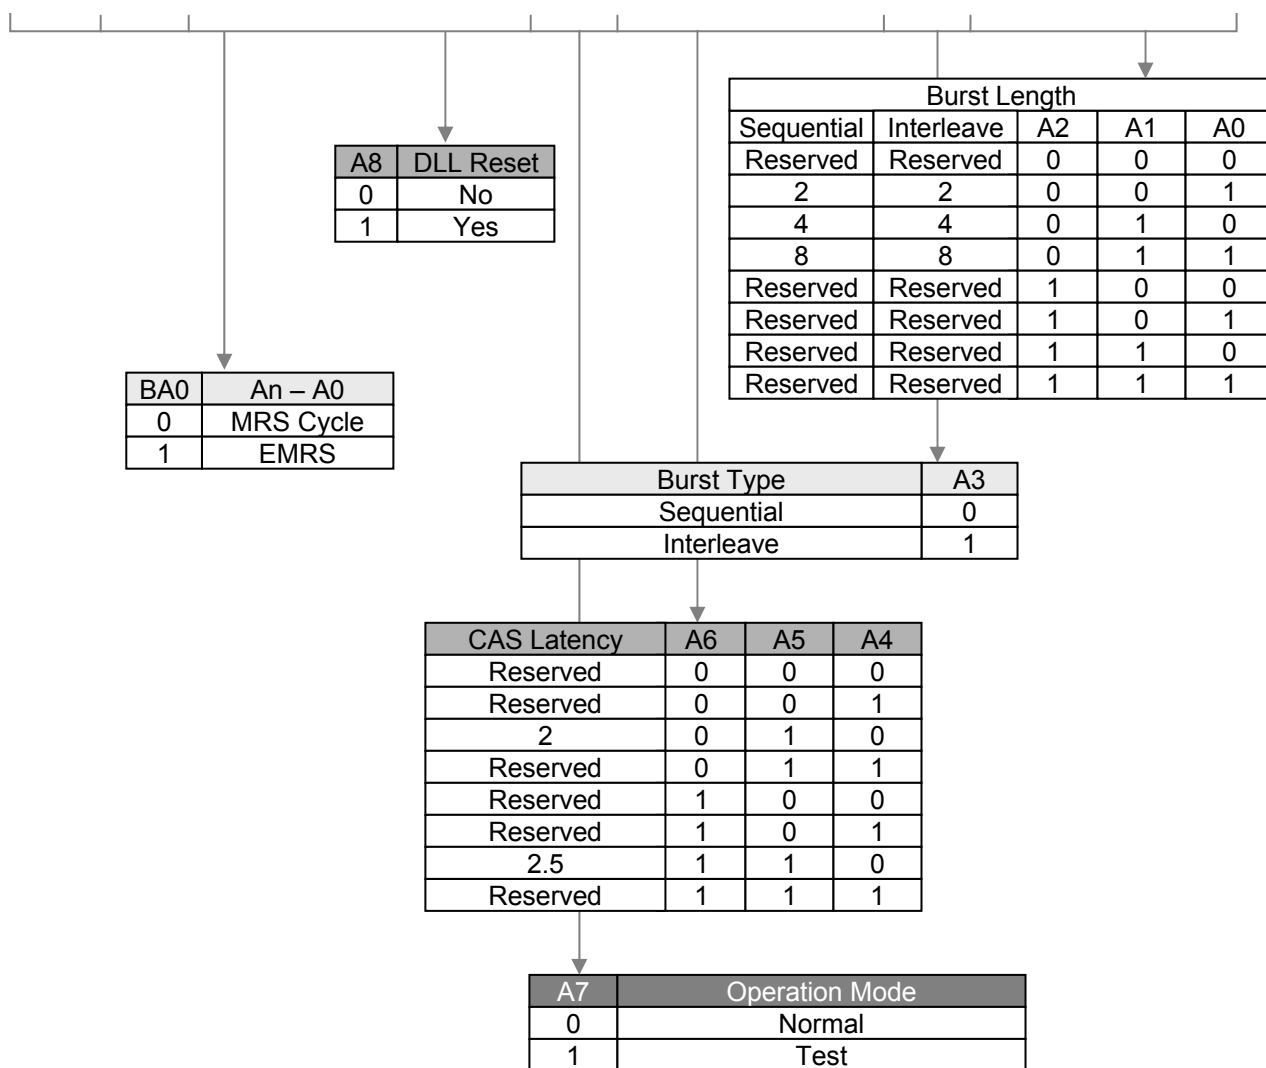 Burst Length
Sequential Interleave A2 A1 A0
Reserved Reserved 0 0 0
2 2 0 0 1
4 4 0 1 0
8 8 0 1 1
Reserved Reserved 1 0 0
Reserved Reserved 1 0 1
Reserved Reserved 1 1 0
Reserved Reserved 1 1 1
A8 DLL Reset
0 No
1 Yes
BA0 An – A0
0 MRS Cycle
1 EMRS
Burst Type A3
Sequential 0
Interleave 1
CAS Latency A6 A5 A4
Reserved 0 0 0
Reserved 0 0 1
2 0 1 0
Reserved 0 1 1
Reserved 1 0 0
Reserved 1 0 1
2.5 1 1 0
Reserved 1 1 1
A7 Operation Mode
0 Normal
1 Test